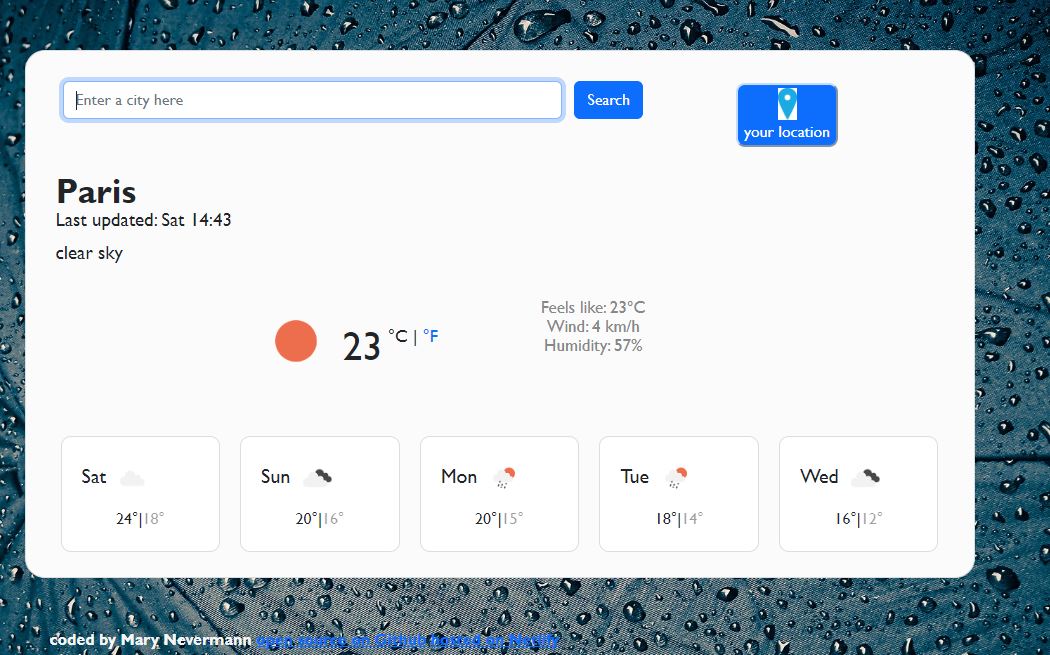 Enter a city here
Search
your location
Paris
Last updated: Sat 14:43
clear sky
23 °C | °F
Feels like: 23°C
Wind: 4 km/h
Humidity: 57%
Sat
24°|18°
Sun
20°|16°
Mon
20°|15°
Tue
18°|14°
Wed
16°|12°
coded by Mary Nevermann open source on Github hosted on Netlify